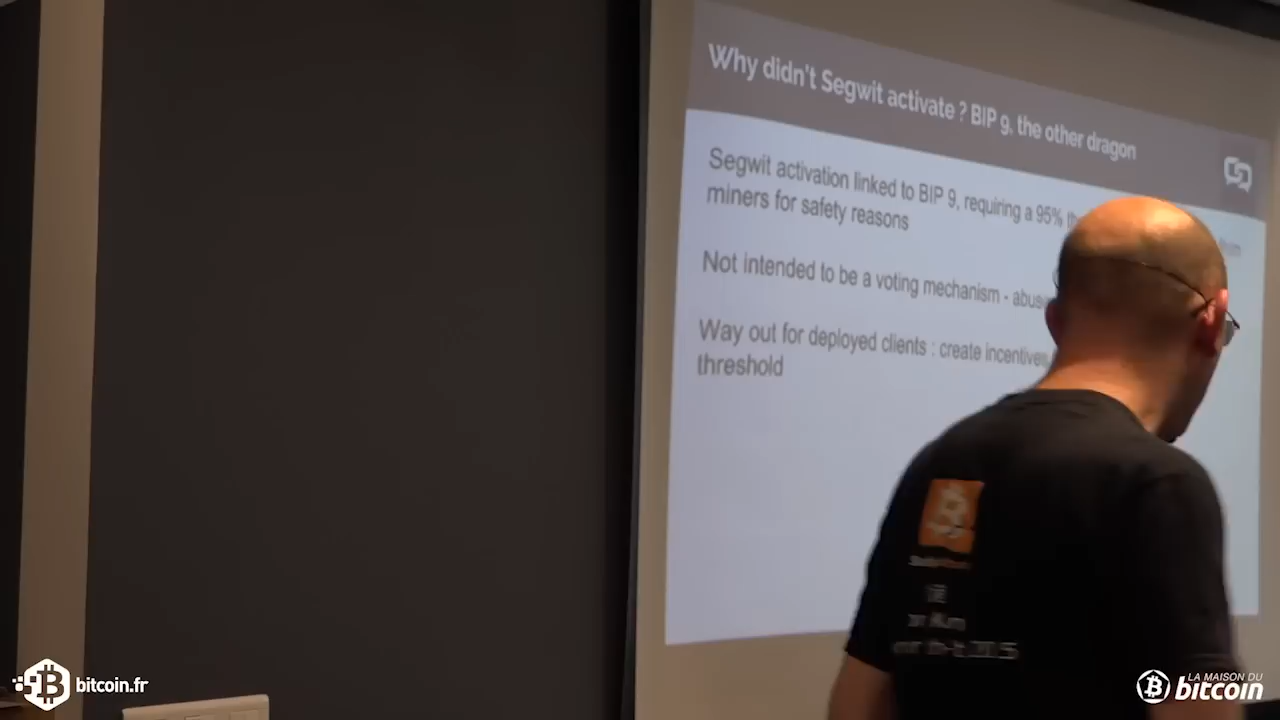 Why didn't Segwit activate ? BIP 9, the other dragon
Segwit activation linked to BIP 9, requiring a 95%
miners for safety reasons
Not intended to be a voting mechanism -
Way out for deployed clients : create incentives
threshold
bitcoin.fr
LA MAISON DU
bitcoin